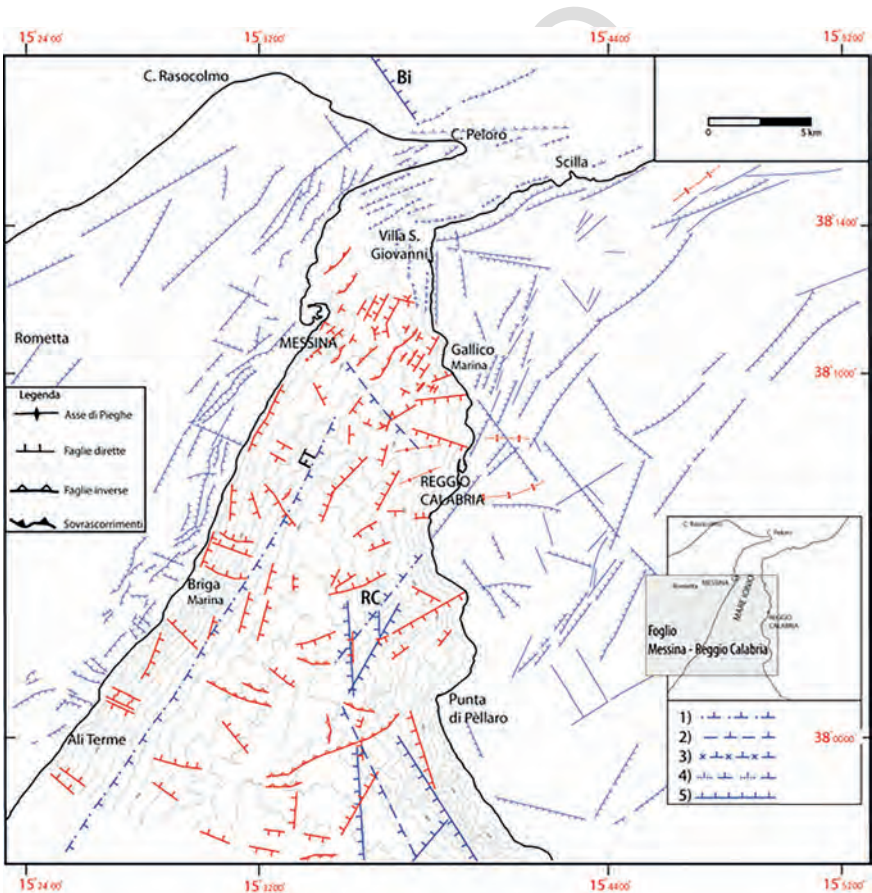 15°24'00" 15°32'00" 15°44'00" 15°52'00"
C. Rasocolmo
Bi
C. Peloro
0 5 km
Scilla
38°14'00"
Villa S.
Giovanni
Rometta
MESSINA
Gallico
Marina
38°10'00"
Legenda
Asse di Pieghe
Faglie dirette
Faglie inverse
Sovrascorrimenti
FT
REGGIO
CALABRIA
Briga
Marina
RC
C. Rasocolmo
C. Peloro
Rometta
MESSINA
MARE IONIO
REGGIO
CALABRIA
Foglio
Messina - Reggio Calabria
Punta
di Pèllaro
1)
2)
3)
4)
5)
Ali Terme
38°00'00"
15°24'00" 15°32'00" 15°44'00" 15°52'00"